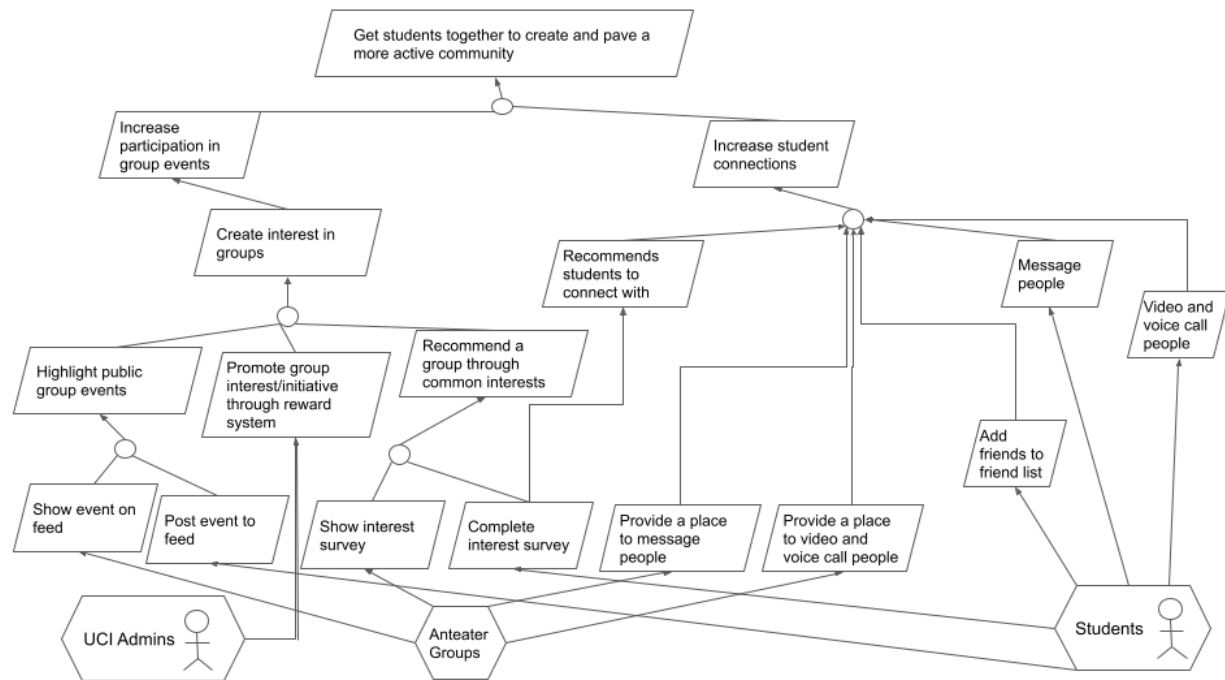 Get students together to create and pave a
more active community
Increase
participation in
group events
Increase student
connections
Create interest in
groups
Recommends
students to
connect with
Message
people
Video and
voice call
people
Highlight public
group events
Promote group
interest/initiative
through reward
system
Recommend a
group through
common interests
Add
friends to
friend list
Show event on
feed
Post event to
feed
Show interest
survey
Complete
interest survey
Provide a place
to message
people
Provide a place
to video and
voice call people
UCI Admins
Anteater
Groups
Students